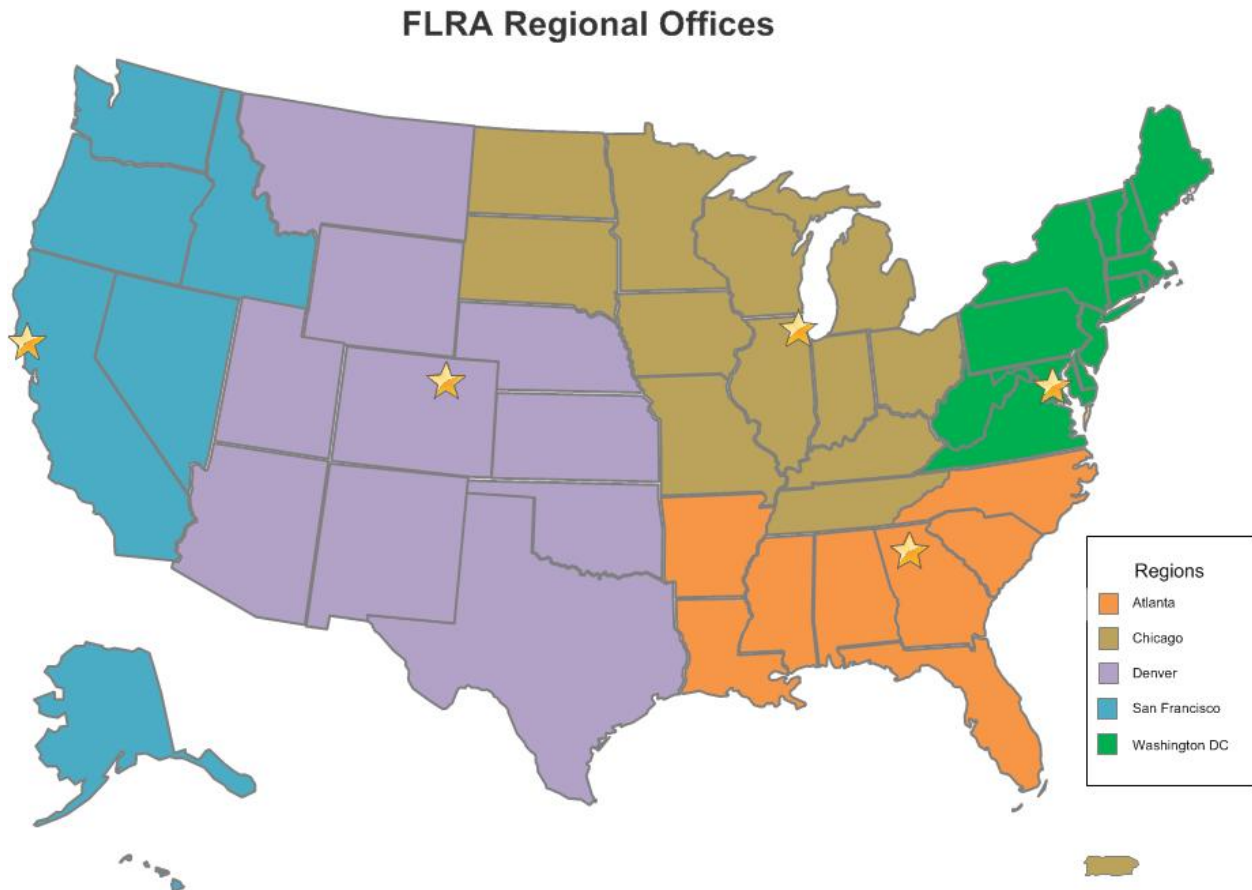 FLRA Regional Offices
Regions
Atlanta
Chicago
Denver
San Francisco
Washington DC